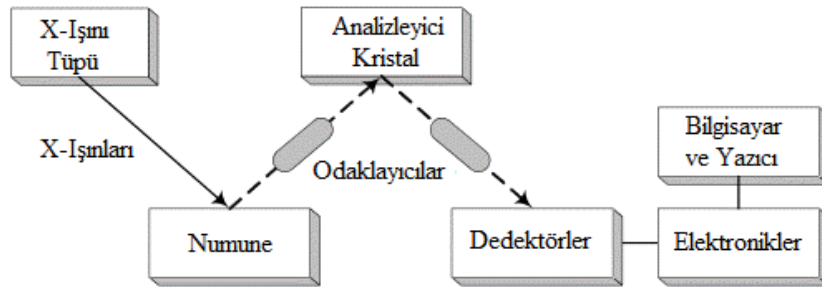 X-Işını
Tüpü
Analizleyici
Kristal
X-Işınları
Odaklayıcılar
Bilgisayar
ve Yazıcı
Numune
Dedektörler
Elektronikler